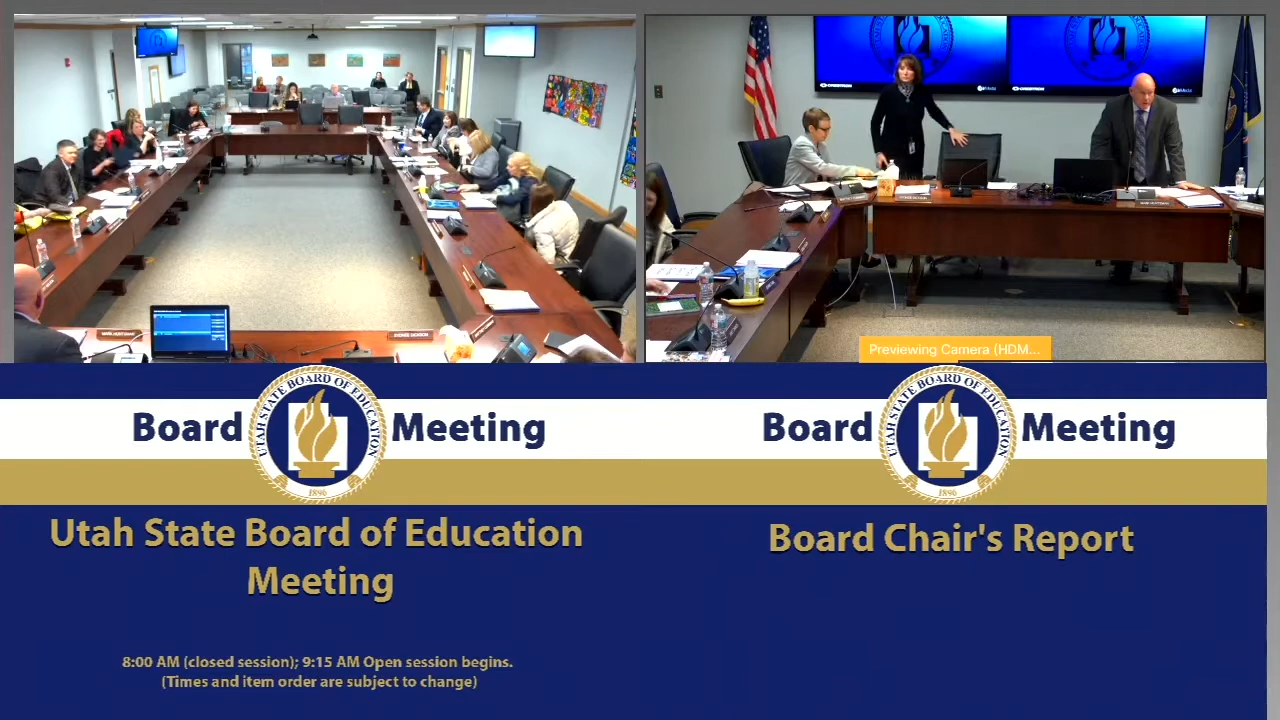 Previewing Camera (HDM...
Board Meeting
UTAH STATE BOARD OF EDUCATION
1896
Board Meeting
UTAH STATE BOARD OF EDUCATION
1896
Utah State Board of Education
Meeting
8:00 AM (closed session); 9:15 AM Open session begins.
(Times and item order are subject to change)
Board Chair's Report